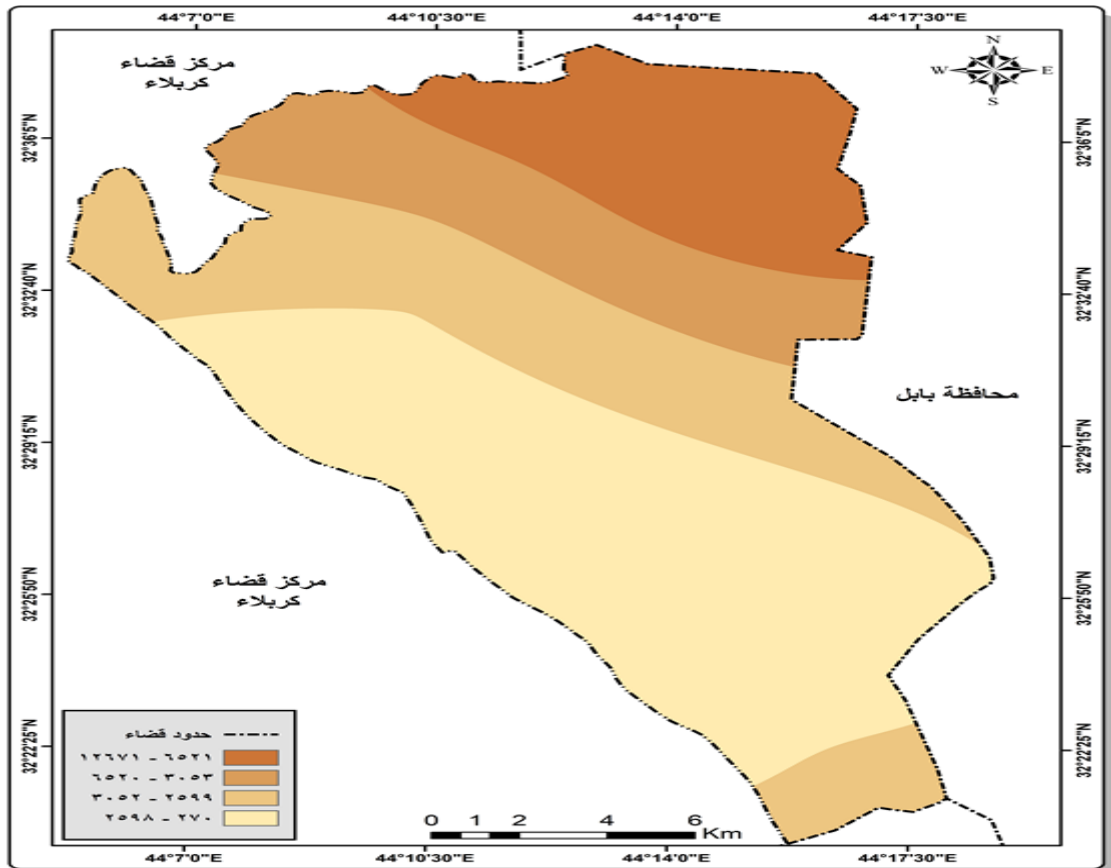 44°7'0"E 44°10'30"E 44°14'0"E 44°17'30"E
مركز قضاء
كربلاء
N
W E
S
32°36'5"N 32°36'5"N
32°32'40"N 32°32'40"N
محافظة بابل
32°29'15"N 32°29'15"N
مركز قضاء
كربلاء
32°25'50"N 32°25'50"N
32°22'25"N 32°22'25"N
حدود قضاء
٦٥٢١ - ١٢٦٧١
٣٠٥٣ - ٦٥٢٠
٢٥٩٩ - ٣٠٥٢
٢٧٠ - ٢٥٩٨
0 1 2 4 6
Km
44°7'0"E 44°10'30"E 44°14'0"E 44°17'30"E